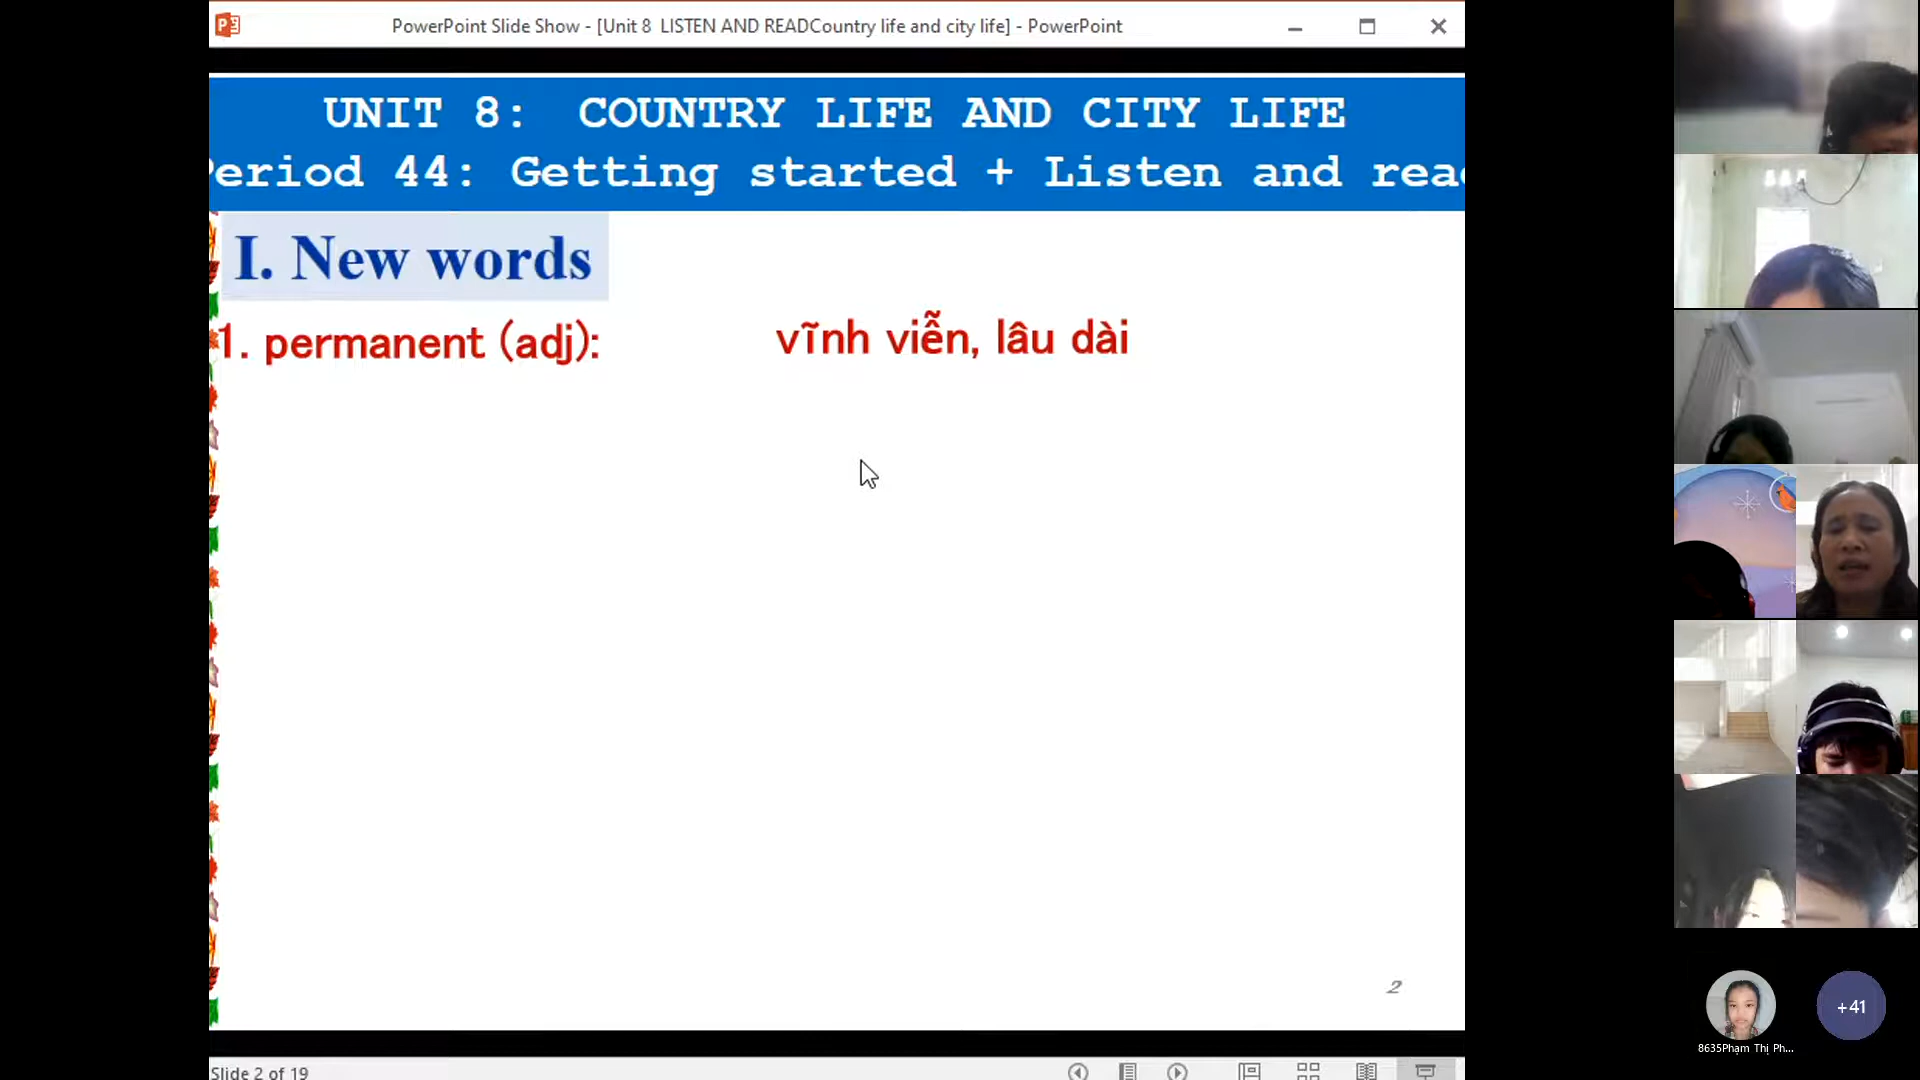 PowerPoint Slide Show - [Unit 8 LISTEN AND READCountry life and city life] - PowerPoint
UNIT 8: COUNTRY LIFE AND CITY LIFE
Period 44: Getting started + Listen and read
I. New words
1. permanent (adj): vĩnh viễn, lâu dài
2
Slide 2 of 19
+41
8635Phạm Thị Ph...